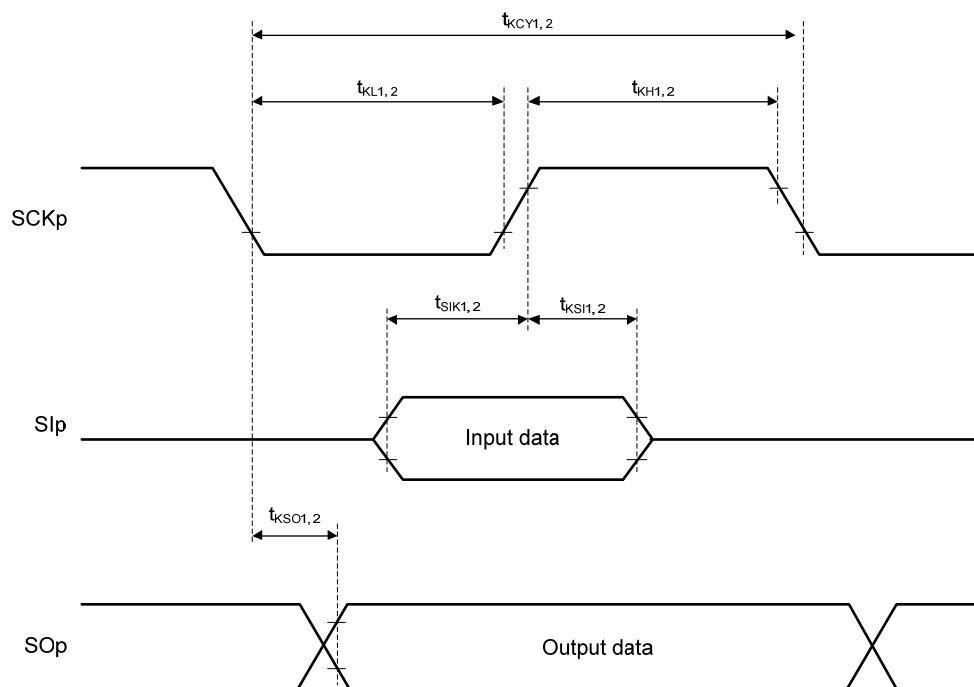 tKCY1, 2
tKL1, 2
tKH1, 2
SCKp
tSIK1, 2
tKSI1, 2
SIp
Input data
tKSO1, 2
SOp
Output data